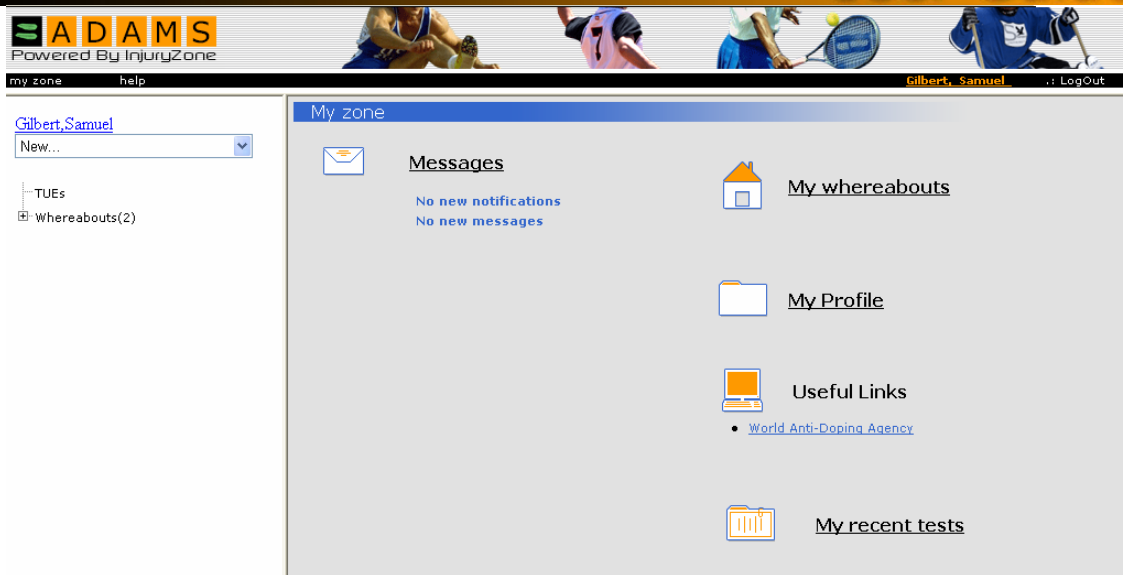 ADAMS
Powered By InjuryZone
my zone help Gilbert, Samuel .: LogOut
Gilbert,Samuel
New...
TUEs
Whereabouts(2)
My zone
Messages
No new notifications
No new messages
My whereabouts
My Profile
Useful Links
World Anti-Doping Agency
My recent tests